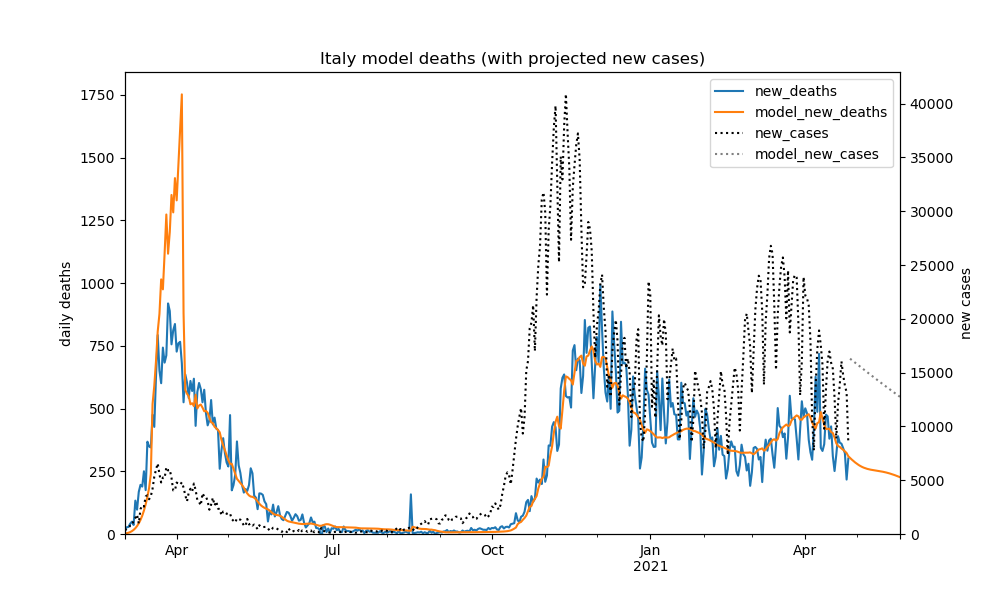 Italy model deaths (with projected new cases)
new_deaths
model_new_deaths
new_cases
model_new_cases
daily deaths
1750
1500
1250
1000
750
500
250
0
40000
35000
30000
25000
20000
15000
10000
5000
0
new cases
Apr
Jul
Oct
Jan
2021
Apr